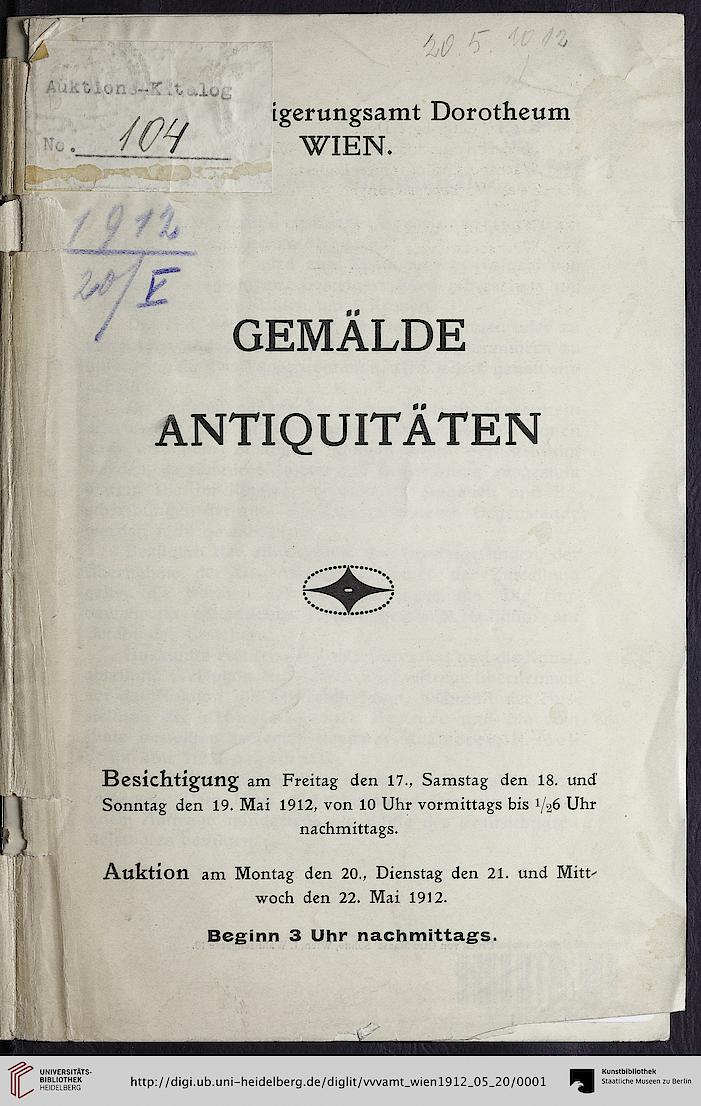 20. 5. 1912
Auktions-Katalog
No. 104
igerungsamt Dorotheum
WIEN.
1912
20/V
GEMÄLDE
ANTIQUITÄTEN
Besichtigung am Freitag den 17., Samstag den 18. und
Sonntag den 19. Mai 1912, von 10 Uhr vormittags bis 1/26 Uhr
nachmittags.
Auktion am Montag den 20., Dienstag den 21. und Mitt-
woch den 22. Mai 1912.
Beginn 3 Uhr nachmittags.
UNIVERSITÄTS-
BIBLIOTHEK
HEIDELBERG
http://digi.ub.uni-heidelberg.de/diglit/vvvamt_wien1912_05_20/0001
Kunstbibliothek
Staatliche Museen zu Berlin